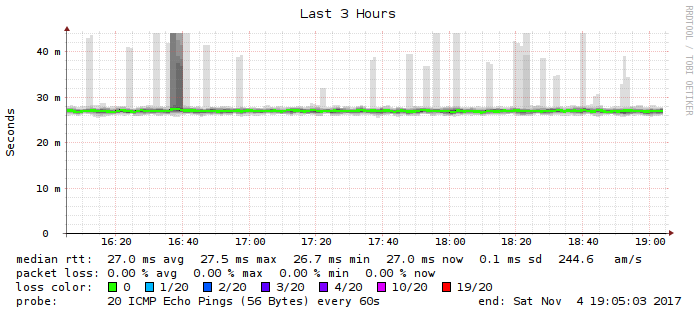 Last 3 Hours
RRDTOOL / TOBI OETIKER
Seconds
40 m
30 m
20 m
10 m
0
16:20 16:40 17:00 17:20 17:40 18:00 18:20 18:40 19:00
median rtt: 27.0 ms avg 27.5 ms max 26.7 ms min 27.0 ms now 0.1 ms sd 244.6 am/s
packet loss: 0.00 % avg 0.00 % max 0.00 % min 0.00 % now
loss color: 0 1/20 2/20 3/20 4/20 10/20 19/20
probe: 20 ICMP Echo Pings (56 Bytes) every 60s end: Sat Nov 4 19:05:03 2017